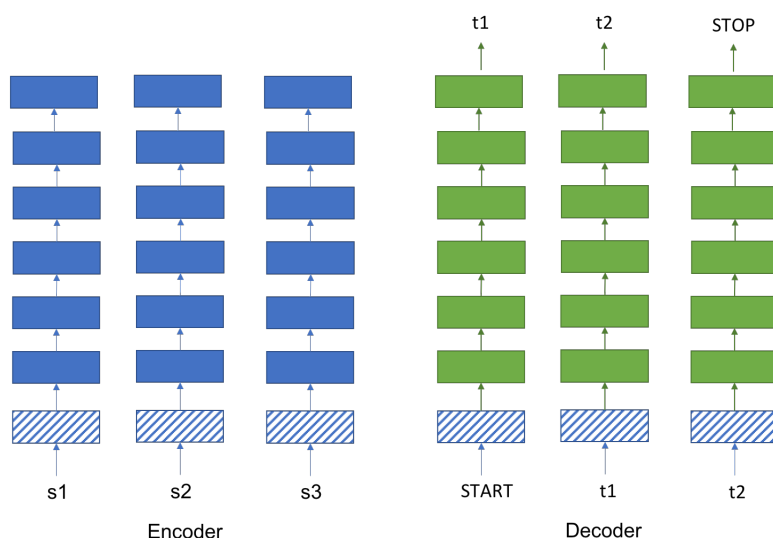 t1 t2 STOP
s1 s2 s3 START t1 t2
Encoder Decoder